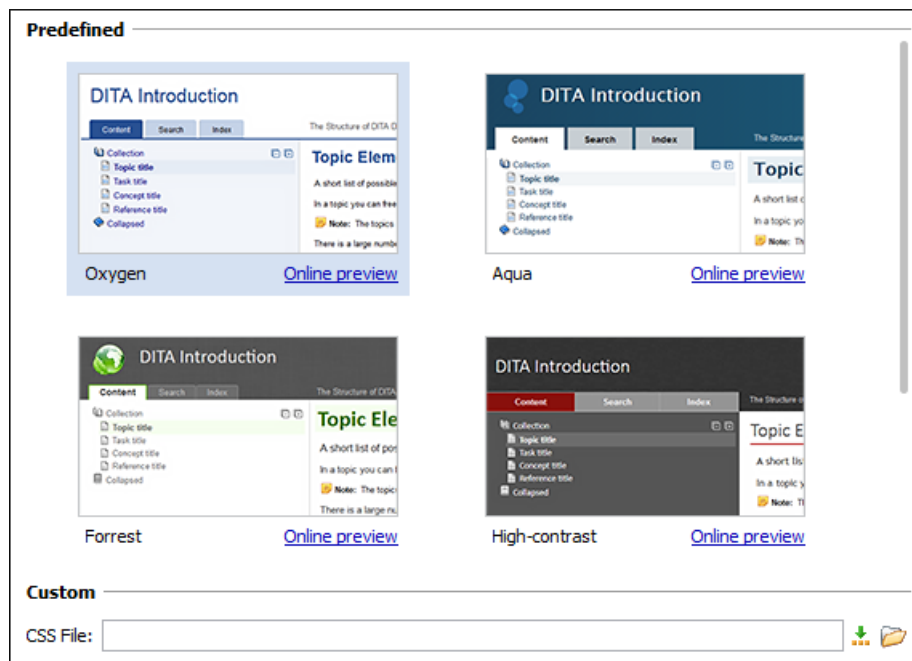 Predefined
DITA Introduction
Content Search Index The Structure of DITA D
Collection
Topic title
Task title
Concept title
Reference title
Collapsed
Topic Elem
A short list of possible
In a topic you can free
Note: The topics
There is a large numb
Oxygen Online preview
DITA Introduction
Content Search Index The Structure of
Collection
Topic title
Task title
Concept title
Reference title
Collapsed
Topic
A short list o
In a topic yo
Note: Th
Aqua Online preview
DITA Introduction
Content Search Index The Structure of DITA
Collection
Topic title
Task title
Concept title
Reference title
Collapsed
Topic Ele
A short list of pos
In a topic you can f
Note: The topic
There is a large nu
Forrest Online preview
DITA Introduction
Content Search Index The Structure o
Collection
Topic title
Task title
Concept title
Reference title
Collapsed
Topic E
A short lis
In a topic y
Note: T
High-contrast Online preview
Custom
CSS File: